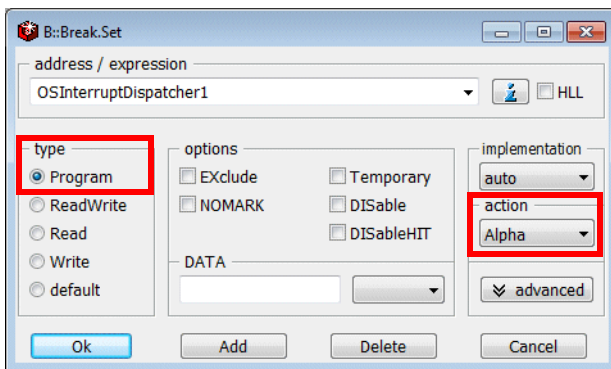 B::Break.Set
address / expression
OSInterruptDispatcher1
HLL
type
Program
ReadWrite
Read
Write
default
options
EXclude
Temporary
NOMARK
DISable
DISableHIT
DATA
implementation
auto
action
Alpha
advanced
Ok
Add
Delete
Cancel